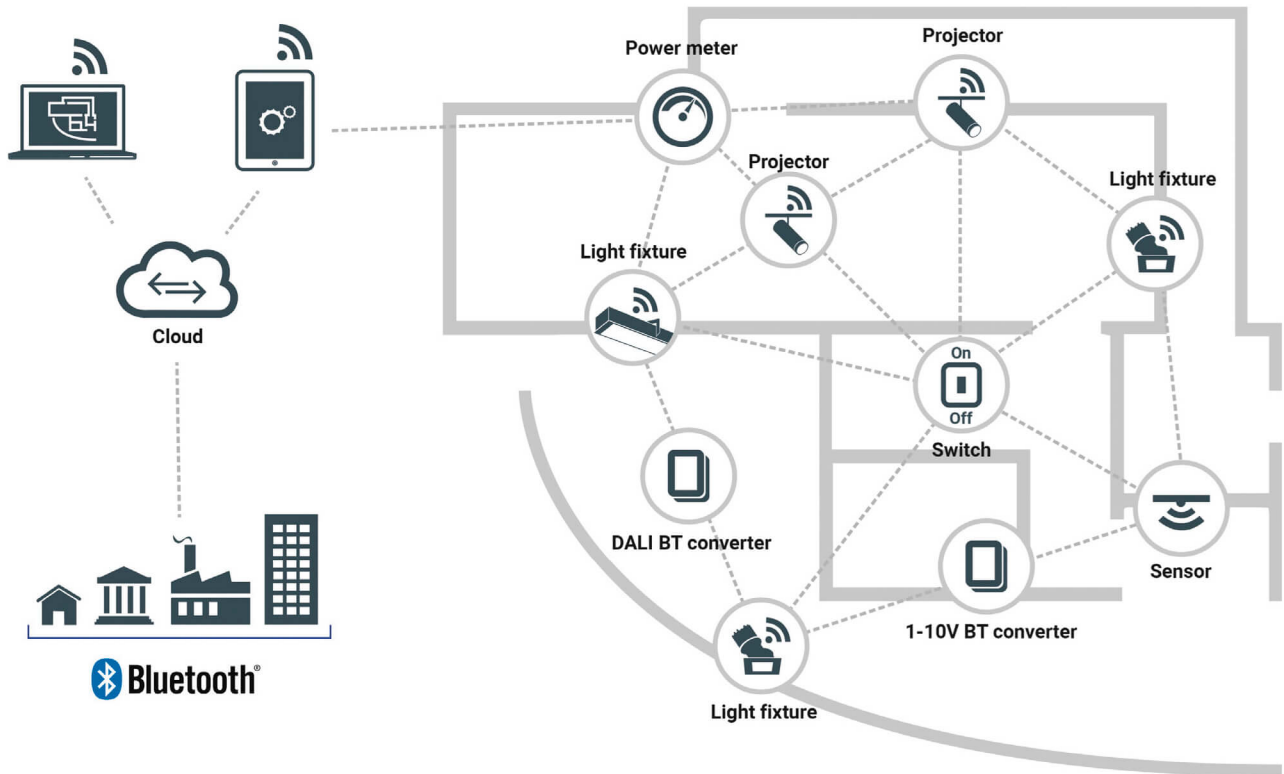 Power meter
Projector
Projector
Light fixture
Light fixture
Cloud
On
Off
Switch
DALI BT converter
Sensor
1-10V BT converter
Bluetooth®
Light fixture